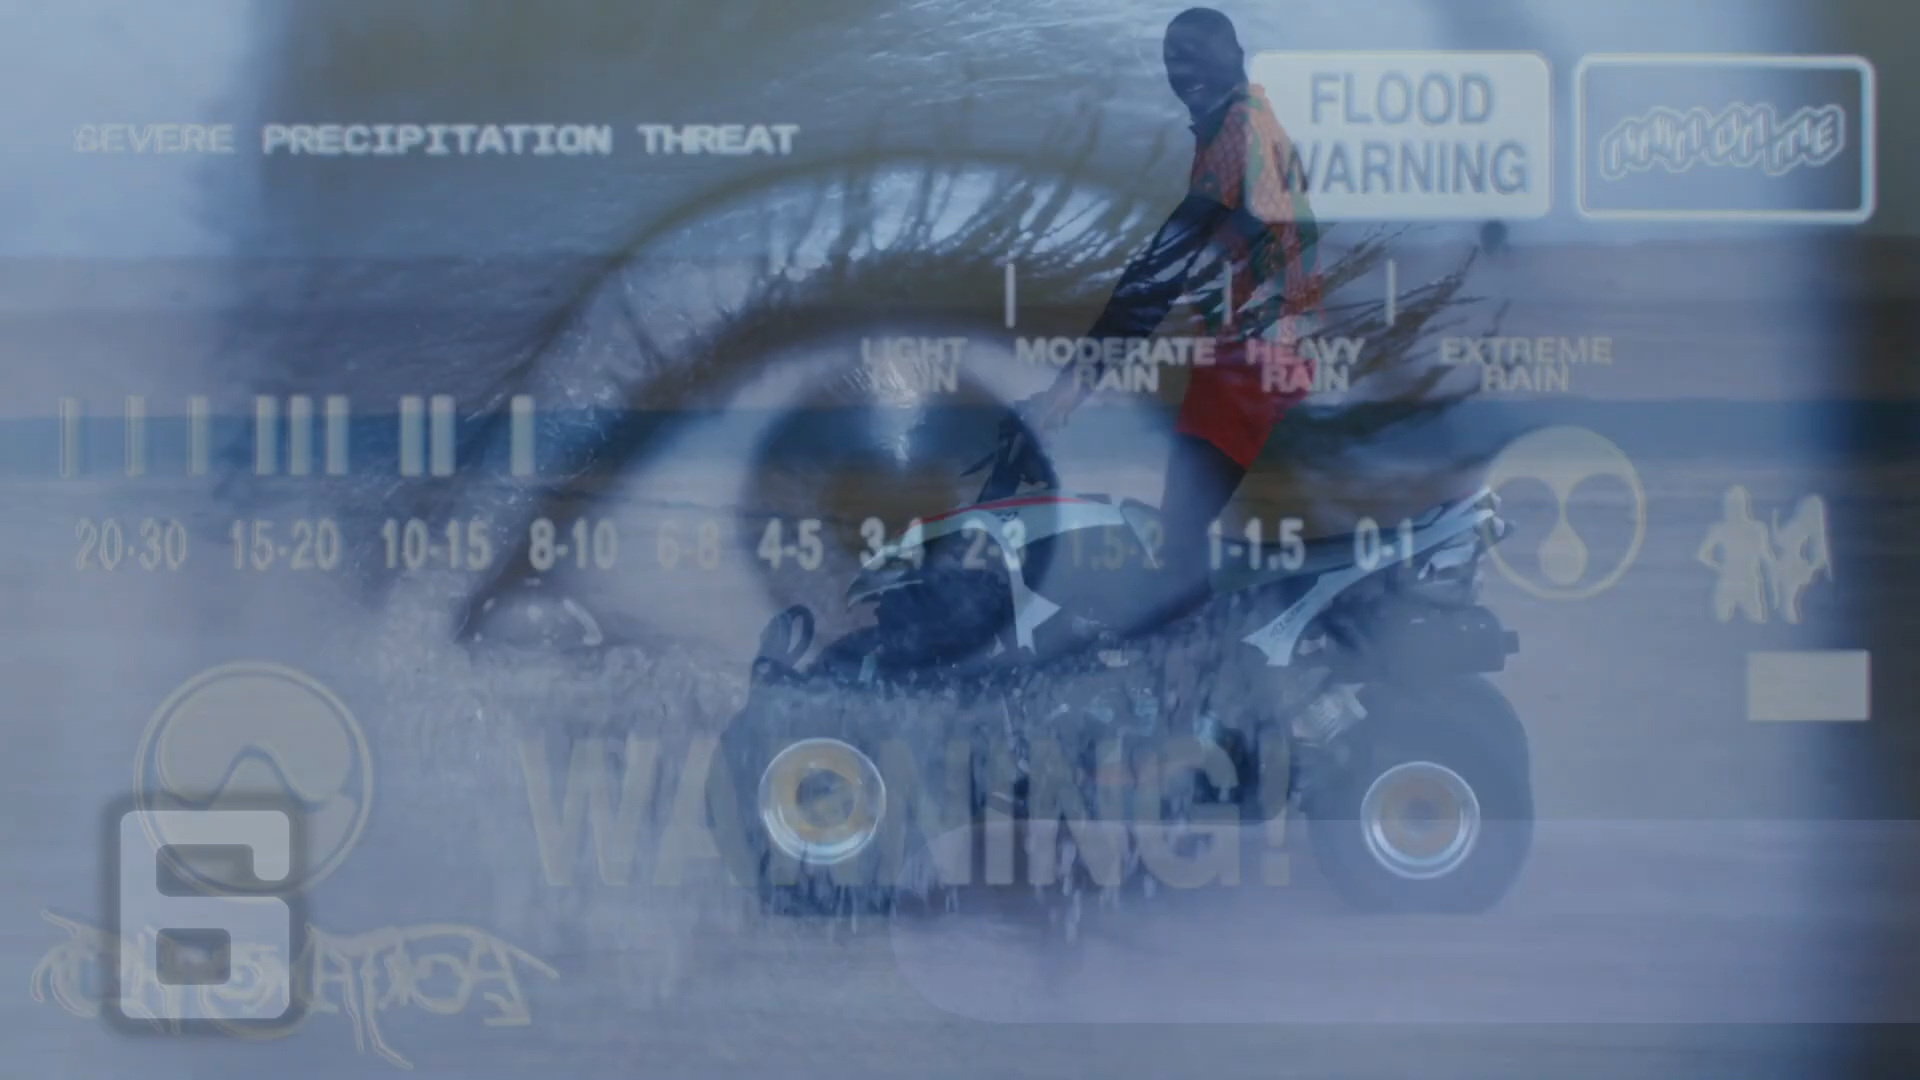 SEVERE PRECIPITATION THREAT
FLOOD
WARNING
LIGHT
RAIN
MODERATE
RAIN
HEAVY
RAIN
EXTREME
RAIN
20-30 15-20 10-15 8-10 6-8 4-5 3-4 2-3 1.5-2 1-1.5 0-1
WARNING!
6